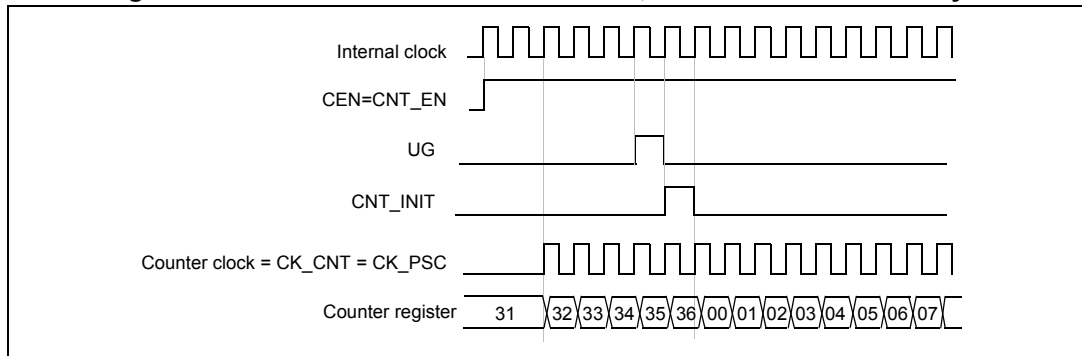 Internal clock
CEN=CNT_EN
UG
CNT_INIT
Counter clock = CK_CNT = CK_PSC
Counter register 31 32 33 34 35 36 00 01 02 03 04 05 06 07